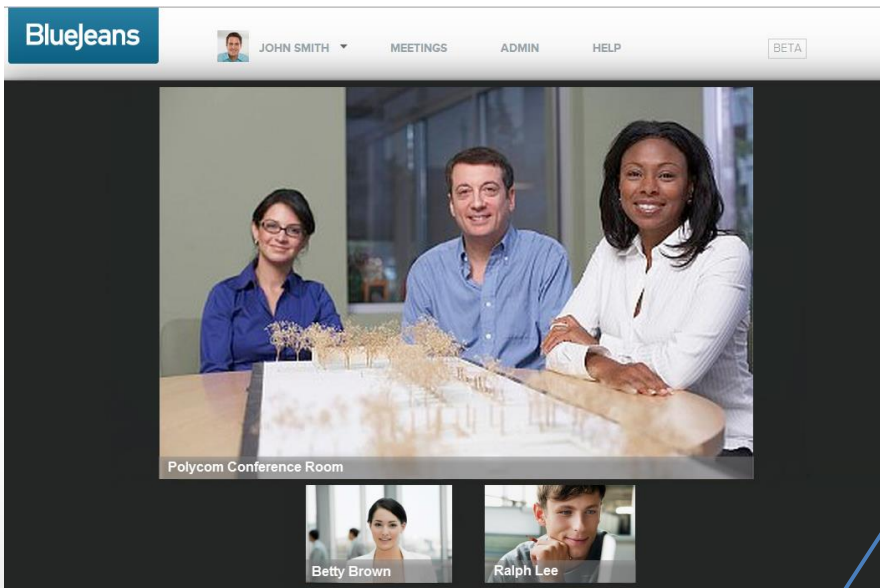 BlueJeans
JOHN SMITH MEETINGS ADMIN HELP BETA
Polycom Conference Room
Betty Brown
Ralph Lee